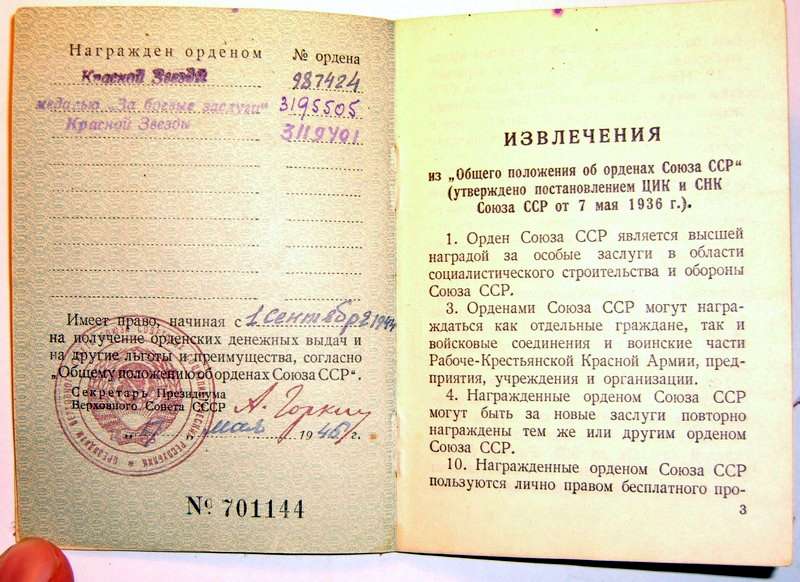 Награжден орденом № ордена
Красной Звезды 987424
медалью „За боевые заслуги" 3195505
Красной Звезды
Имеет право, начиная с 1 сентября 1944
на получение орденских денежных выдач и
на другие льготы и преимущества, согласно
„Общему положению об орденах Союза ССР".
Секретарь Президиума
Верховного Совета СССР А. Горкин
мая 1946 г.
№ 701144
ИЗВЛЕЧЕНИЯ
из „Общего положения об орденах Союза ССР"
(утверждено постановлением ЦИК и СНК
Союза ССР от 7 мая 1936 г.).
1. Орден Союза ССР является высшей
наградой за особые заслуги в области
социалистического строительства и обороны
Союза ССР.
3. Орденами Союза ССР могут награ-
ждаться как отдельные граждане, так и
войсковые соединения и воинские части
Рабоче-Крестьянской Красной Армии, пред-
приятия, учреждения и организации.
4. Награжденные орденом Союза ССР
могут быть за новые заслуги повторно
награждены тем же или другим орденом
Союза ССР.
10. Награжденные орденом Союза ССР
пользуются лично правом бесплатного про-
3